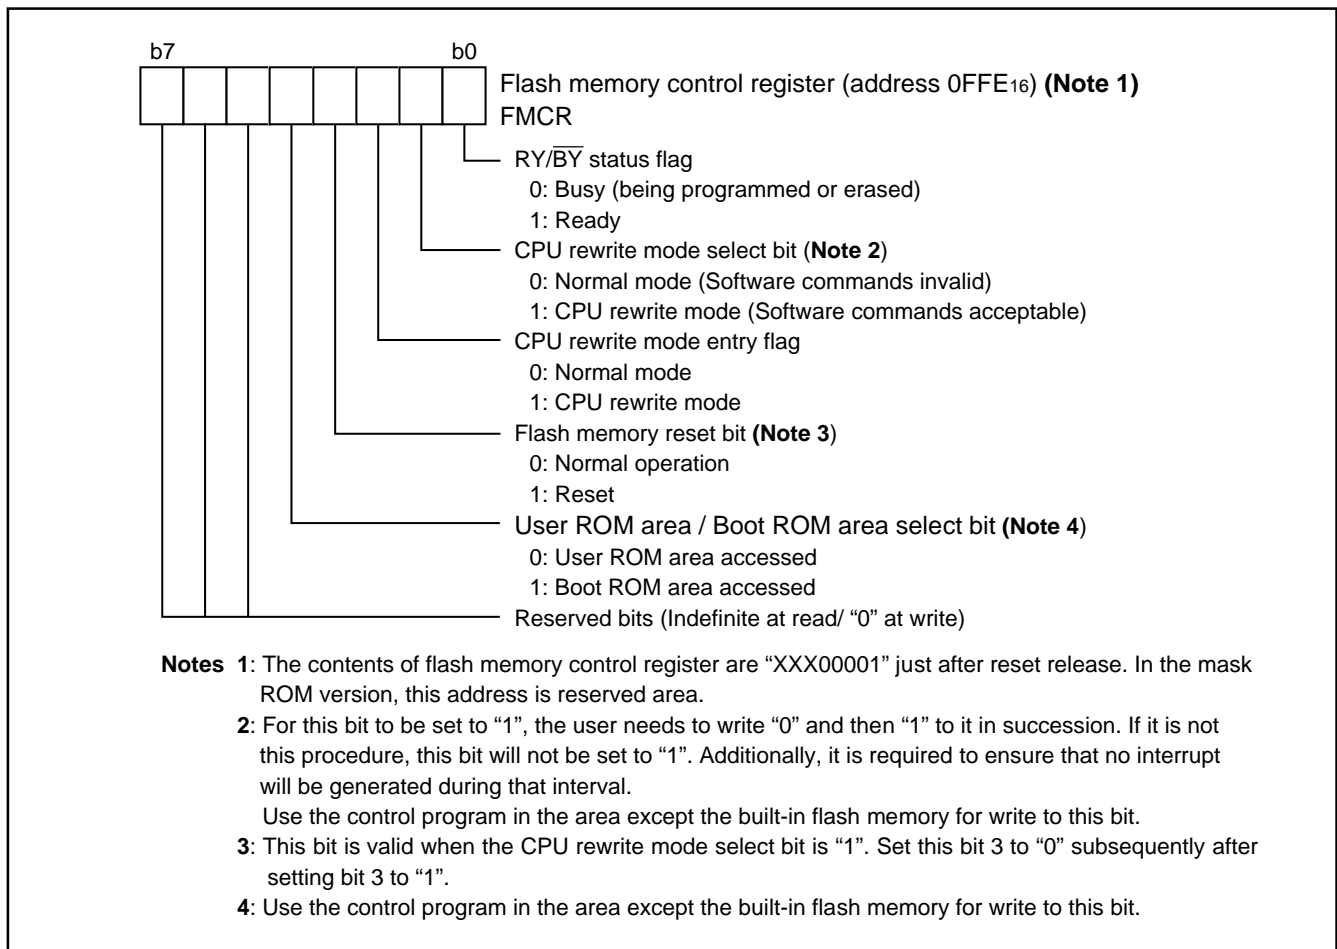 b7 b0
Flash memory control register (address 0FFE16) (Note 1)
FMCR
RY/B̅Y̅ status flag
0: Busy (being programmed or erased)
1: Ready
CPU rewrite mode select bit (Note 2)
0: Normal mode (Software commands invalid)
1: CPU rewrite mode (Software commands acceptable)
CPU rewrite mode entry flag
0: Normal mode
1: CPU rewrite mode
Flash memory reset bit (Note 3)
0: Normal operation
1: Reset
User ROM area / Boot ROM area select bit (Note 4)
0: User ROM area accessed
1: Boot ROM area accessed
Reserved bits (Indefinite at read/ “0” at write)
Notes 1: The contents of flash memory control register are “XXX00001” just after reset release. In the mask
ROM version, this address is reserved area.
2: For this bit to be set to “1”, the user needs to write “0” and then “1” to it in succession. If it is not
this procedure, this bit will not be set to “1”. Additionally, it is required to ensure that no interrupt
will be generated during that interval.
Use the control program in the area except the built-in flash memory for write to this bit.
3: This bit is valid when the CPU rewrite mode select bit is “1”. Set this bit 3 to “0” subsequently after
setting bit 3 to “1”.
4: Use the control program in the area except the built-in flash memory for write to this bit.